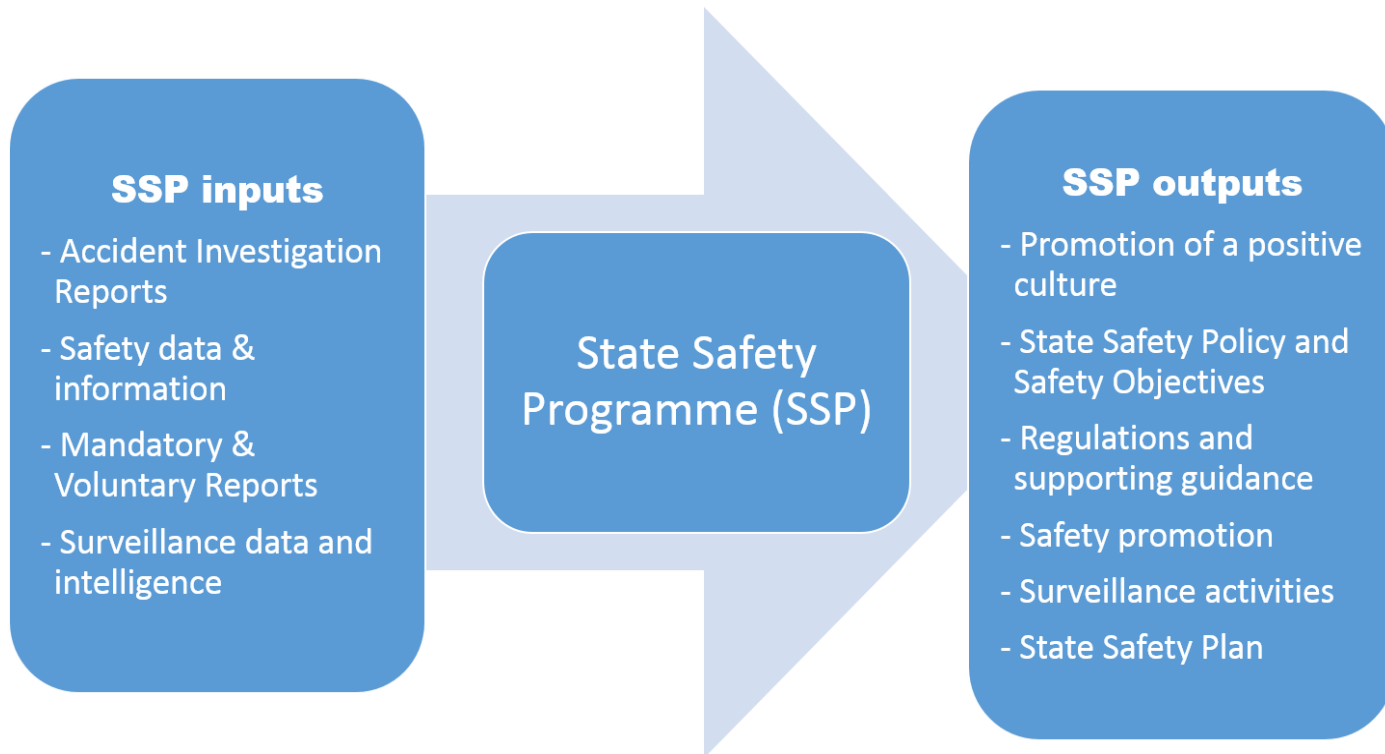 SSP inputs
- Accident Investigation
Reports
- Safety data &
information
- Mandatory &
Voluntary Reports
- Surveillance data and
intelligence
State Safety
Programme (SSP)
SSP outputs
- Promotion of a positive
culture
- State Safety Policy and
Safety Objectives
- Regulations and
supporting guidance
- Safety promotion
- Surveillance activities
- State Safety Plan